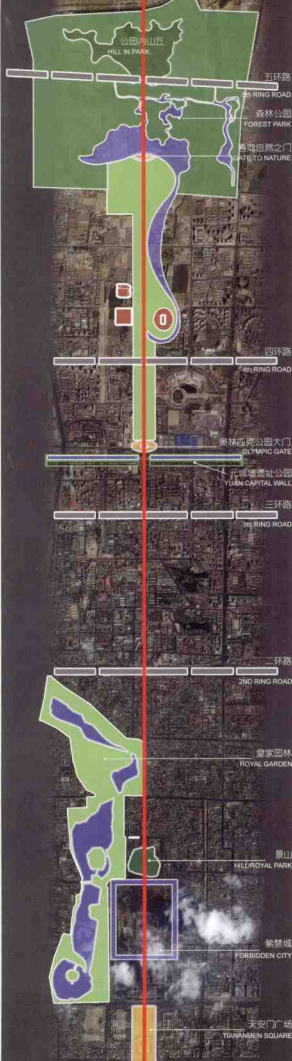 公园内山丘
HILL IN PARK
五环路
5th RING ROAD
森林公园
FOREST PARK
通向自然之门
GATE TO NATURE
四环路
4th RING ROAD
奥林匹克公园大门
OLYMPIC GATE
元城墙遗址公园
YUAN CAPITAL WALL
三环路
3th RING ROAD
二环路
2ND RING ROAD
皇家园林
ROYAL GARDEN
景山
HILL/ROYAL PARK
紫禁城
FORBIDDEN CITY
天安门广场
TIANANMEN SQUARE